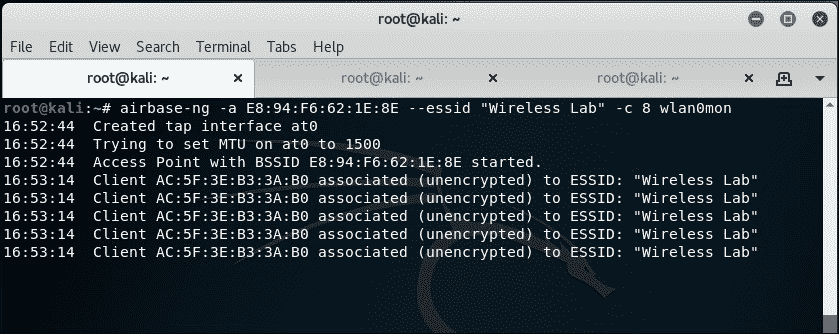 root@kali: ~
File Edit View Search Terminal Tabs Help
root@kali: ~ × root@kali: ~ × root@kali: ~ ×
root@kali:~# airbase-ng -a E8:94:F6:62:1E:8E --essid "Wireless Lab" -c 8 wlan0mon
16:52:44  Created tap interface at0
16:52:44  Trying to set MTU on at0 to 1500
16:52:44  Access Point with BSSID E8:94:F6:62:1E:8E started.
16:53:14  Client AC:5F:3E:B3:3A:B0 associated (unencrypted) to ESSID: "Wireless Lab"
16:53:14  Client AC:5F:3E:B3:3A:B0 associated (unencrypted) to ESSID: "Wireless Lab"
16:53:14  Client AC:5F:3E:B3:3A:B0 associated (unencrypted) to ESSID: "Wireless Lab"
16:53:14  Client AC:5F:3E:B3:3A:B0 associated (unencrypted) to ESSID: "Wireless Lab"
16:53:14  Client AC:5F:3E:B3:3A:B0 associated (unencrypted) to ESSID: "Wireless Lab"